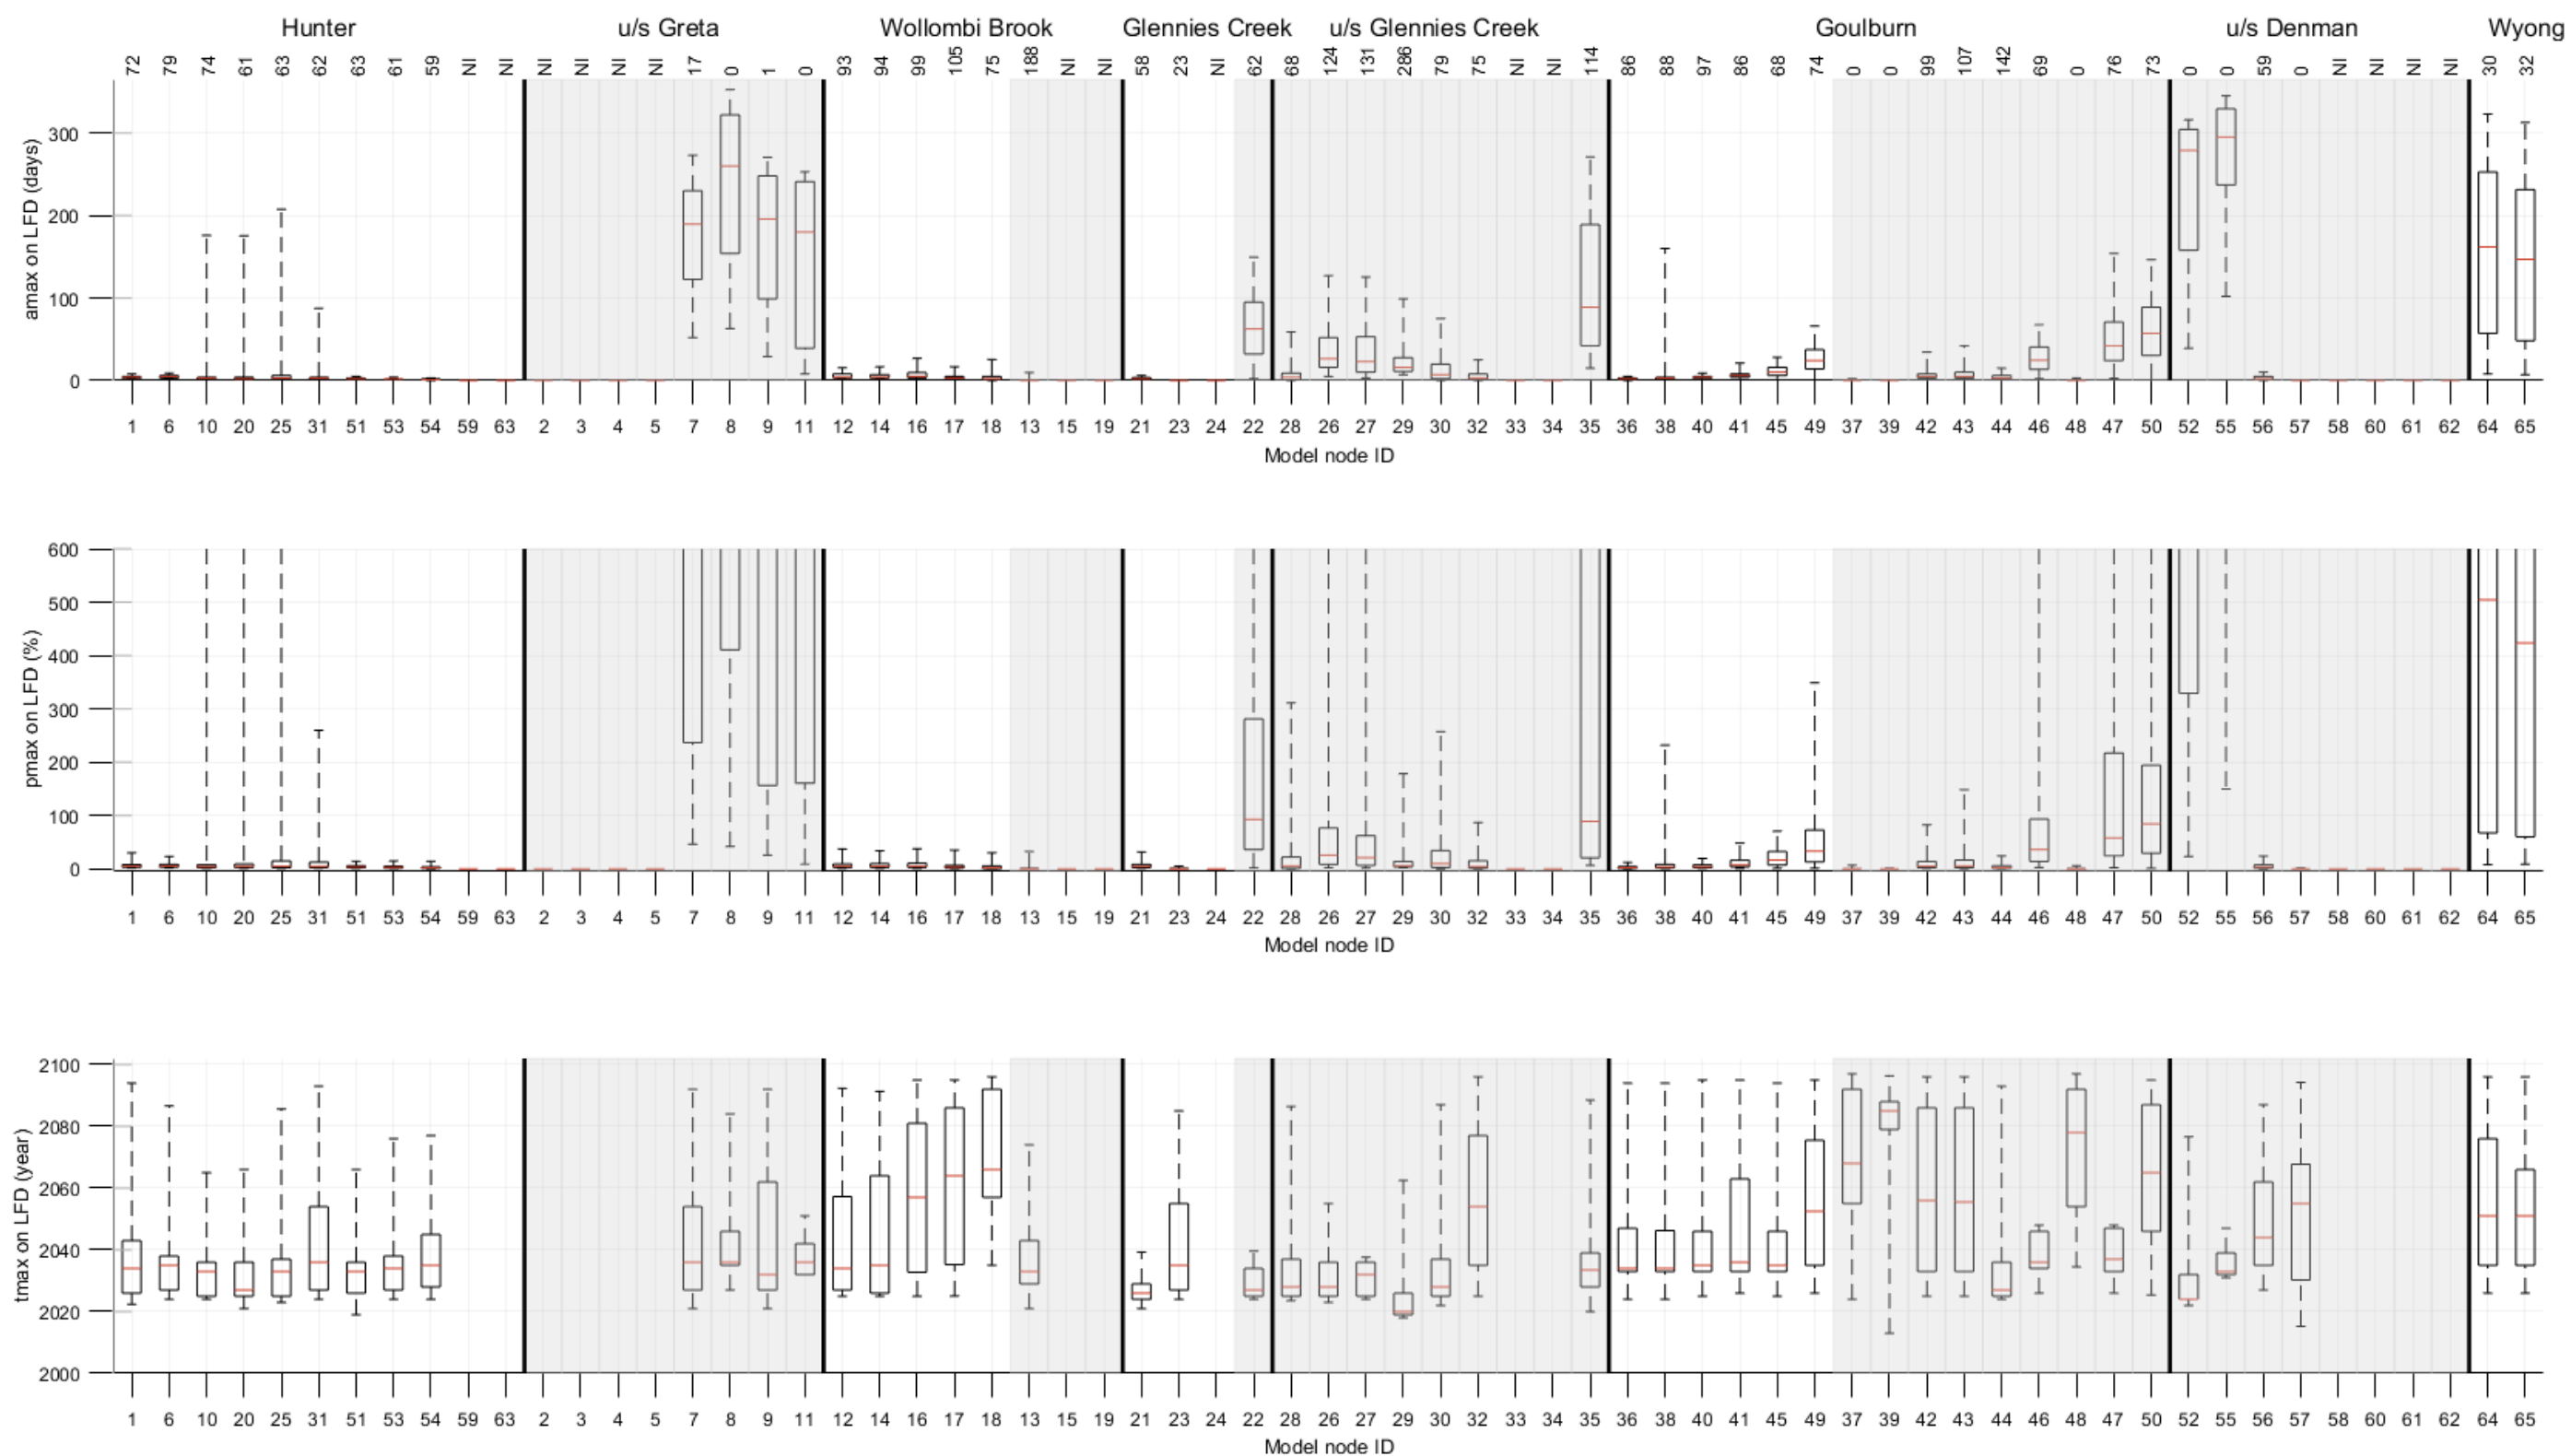 Hunter u/s Greta Wollombi Brook Glennies Creek u/s Glennies Creek Goulburn u/s Denman Wyong
72 79 74 61 63 62 63 61 59 NI NI NI NI NI NI 17 0 1 0 93 94 99 105 75 188 NI NI 58 23 NI 62 68 124 131 286 79 75 NI NI 114 86 88 97 86 68 74 0 0 99 107 142 69 0 76 73 0 0 59 0 NI NI NI NI 30 32
amax on LFD (days)
300
200
100
0
1 6 10 20 25 31 51 53 54 59 63 2 3 4 5 7 8 9 11 12 14 16 17 18 13 15 19 21 23 24 22 28 26 27 29 30 32 33 34 35 36 38 40 41 45 49 37 39 42 43 44 46 48 47 50 52 55 56 57 58 60 61 62 64 65
Model node ID
pmax on LFD (%)
600
500
400
300
200
100
0
1 6 10 20 25 31 51 53 54 59 63 2 3 4 5 7 8 9 11 12 14 16 17 18 13 15 19 21 23 24 22 28 26 27 29 30 32 33 34 35 36 38 40 41 45 49 37 39 42 43 44 46 48 47 50 52 55 56 57 58 60 61 62 64 65
Model node ID
tmax on LFD (year)
2100
2080
2060
2040
2020
2000
1 6 10 20 25 31 51 53 54 59 63 2 3 4 5 7 8 9 11 12 14 16 17 18 13 15 19 21 23 24 22 28 26 27 29 30 32 33 34 35 36 38 40 41 45 49 37 39 42 43 44 46 48 47 50 52 55 56 57 58 60 61 62 64 65
Model node ID